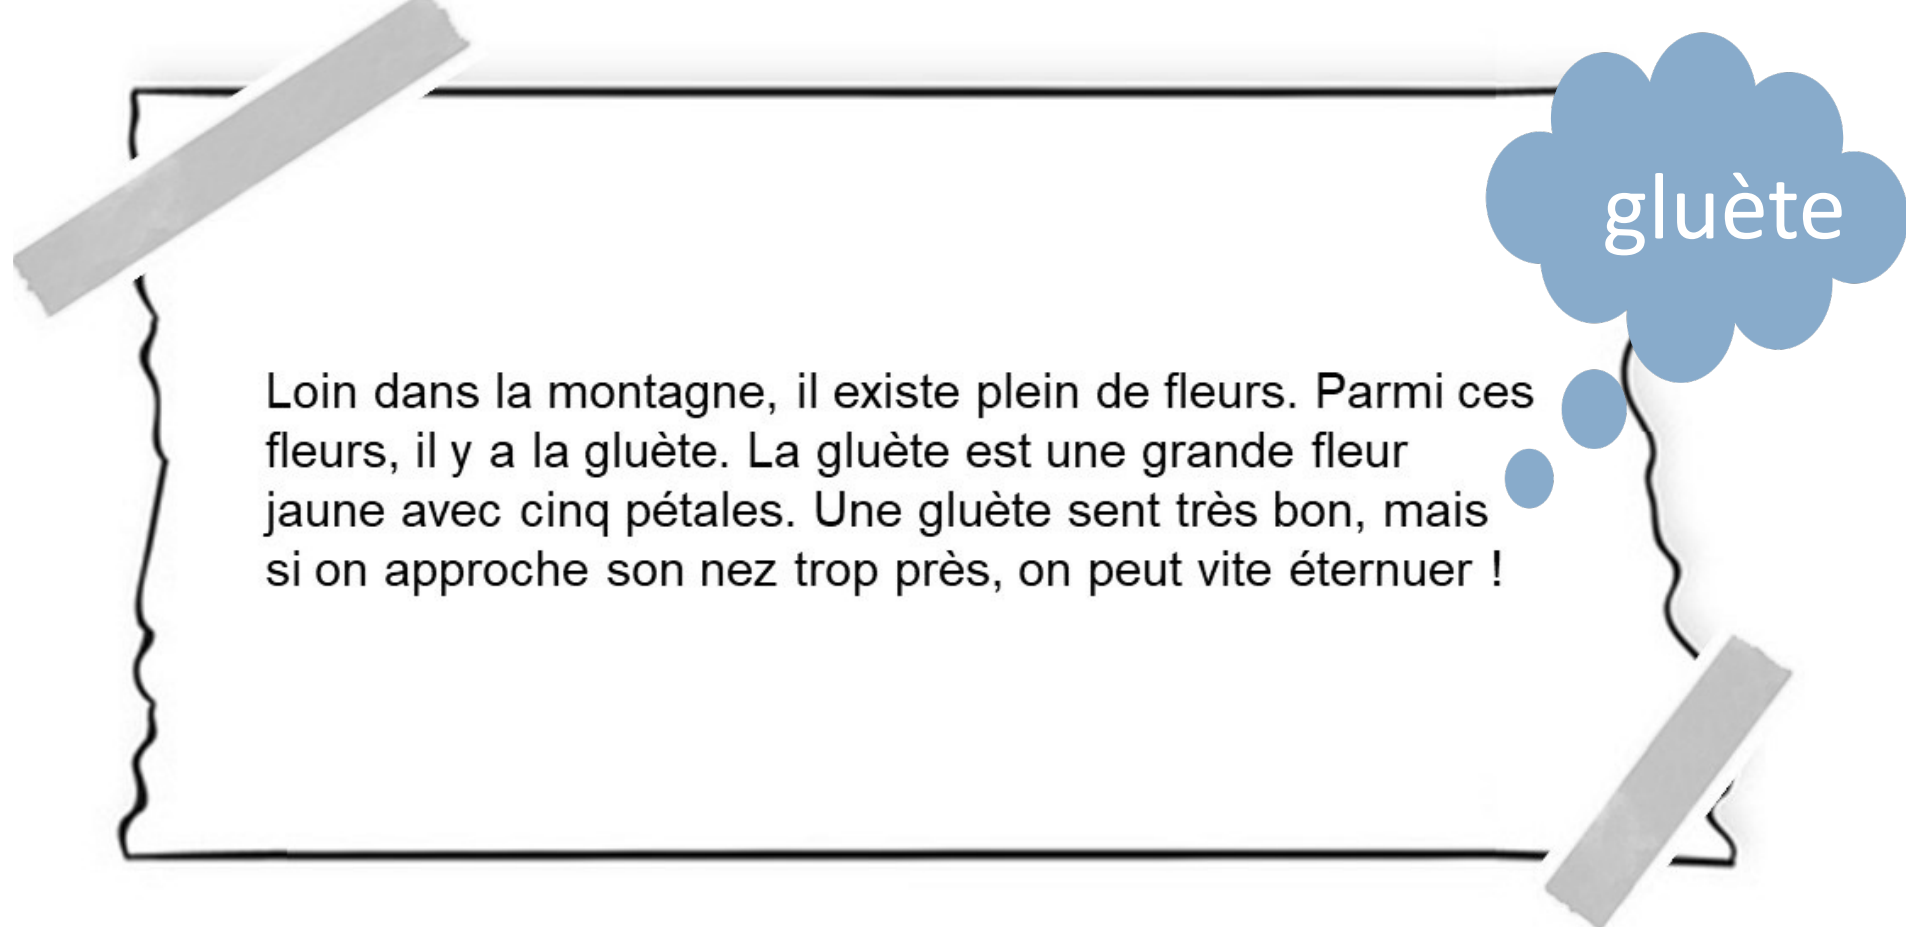 gluète
Loin dans la montagne, il existe plein de fleurs. Parmi ces
fleurs, il y a la gluète. La gluète est une grande fleur
jaune avec cinq pétales. Une gluète sent très bon, mais
si on approche son nez trop près, on peut vite éternuer !